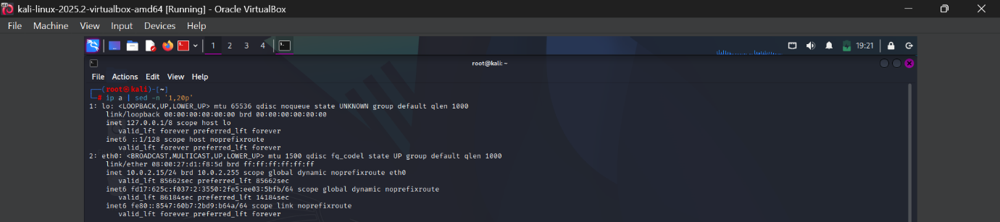 kali-linux-2025.2-virtualbox-amd64 [Running] - Oracle VirtualBox
File Machine View Input Devices Help
1 2 3 4 19:21
root@kali: ~
File Actions Edit View Help
(root㉿kali)-[~]
# ip a | sed -n '1,20p'
1: lo: <LOOPBACK,UP,LOWER_UP> mtu 65536 qdisc noqueue state UNKNOWN group default qlen 1000
link/loopback 00:00:00:00:00:00 brd 00:00:00:00:00:00
inet 127.0.0.1/8 scope host lo
valid_lft forever preferred_lft forever
inet6 ::1/128 scope host noprefixroute
valid_lft forever preferred_lft forever
2: eth0: <BROADCAST,MULTICAST,UP,LOWER_UP> mtu 1500 qdisc fq_codel state UP group default qlen 1000
link/ether 08:00:27:d1:f8:5d brd ff:ff:ff:ff:ff:ff
inet 10.0.2.15/24 brd 10.0.2.255 scope global dynamic noprefixroute eth0
valid_lft 85662sec preferred_lft 85662sec
inet6 fd17:625c:f037:2:3550:2fe5:ee03:5bfb/64 scope global dynamic noprefixroute
valid_lft 86184sec preferred_lft 14184sec
inet6 fe80::8547:60b7:2bd9:b64a/64 scope link noprefixroute
valid_lft forever preferred_lft forever